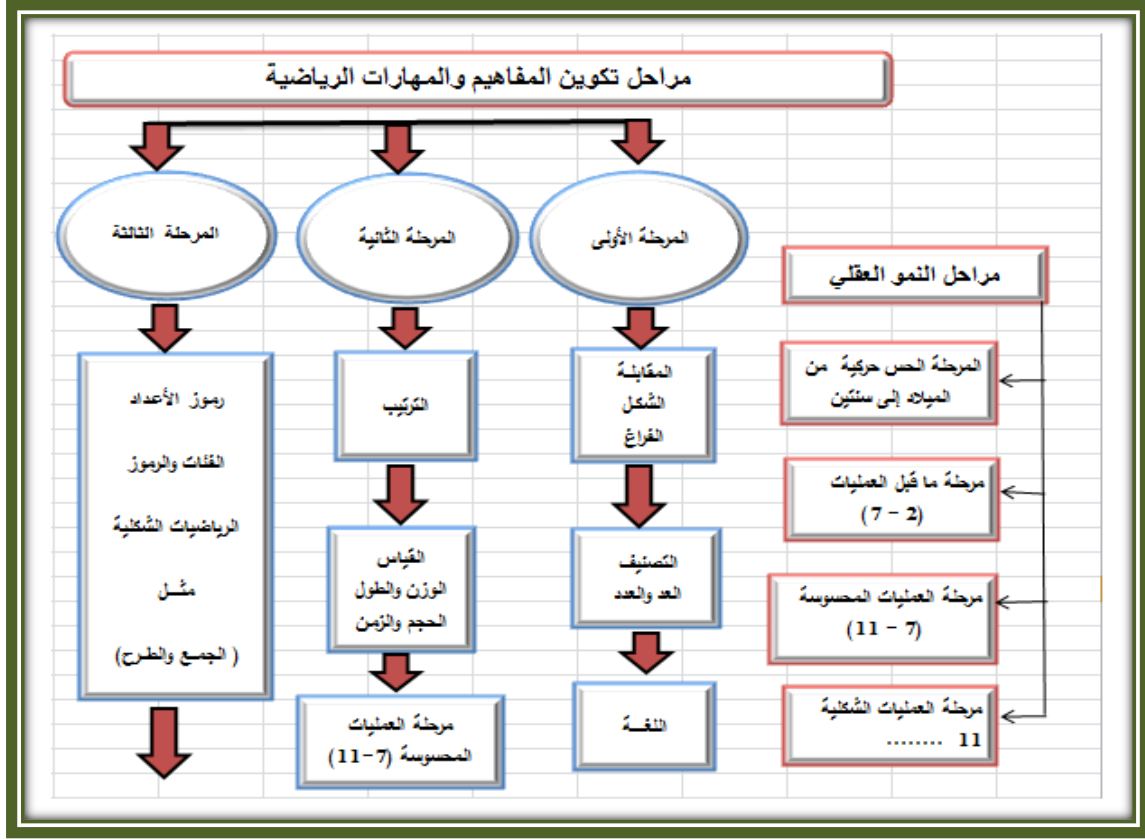 مراحل تكوين المفاهيم والمهارات الرياضية
المرحلة الأولى
المقابلة
الشكل
الفراغ
التصنيف
العد والعدد
اللغــة
المرحلة الثانية
الترتيب
القياس
الوزن والطول
الحجم والزمن
مرحلة العمليات
المحسوسة (7-11)
المرحلة الثالثة
رموز الأعداد
الفئات والرموز
الرياضيات الشكلية
مثــل
(الجمـع والطـرح)
مراحل النمو العقلي
المرحلة الحس حركية من
الميلاد إلى سنتين
مرحلة ما قبل العمليات
(2 - 7)
مرحلة العمليات المحسوسة
(7 - 11)
مرحلة العمليات الشكلية
11 ........